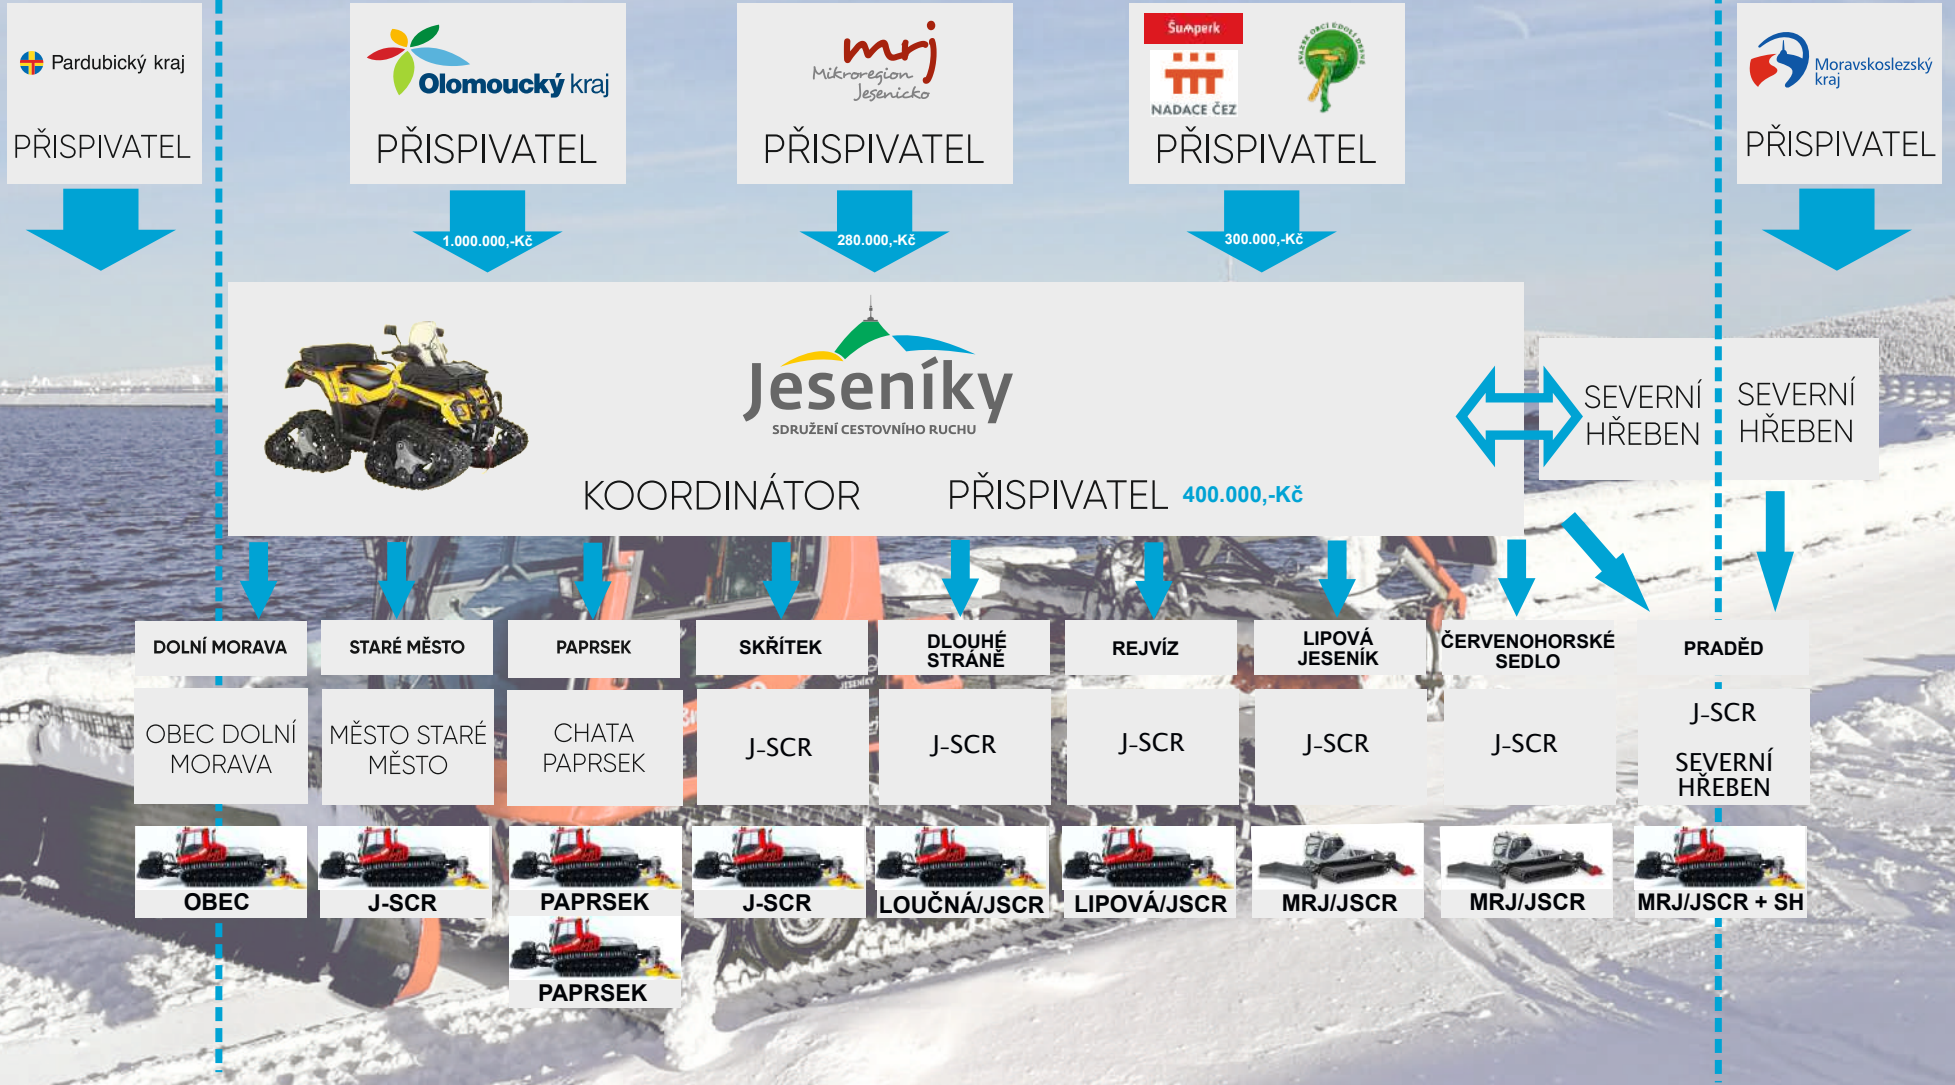 Pardubický kraj
PŘISPIVATEL
Olomoucký kraj
PŘISPIVATEL
mrj
Mikroregion
Jesenicko
PŘISPIVATEL
Šumperk
NADACE ČEZ
PŘISPIVATEL
Moravskoslezský
kraj
PŘISPIVATEL
1.000.000,-Kč
280.000,-Kč
300.000,-Kč
Jeseníky
SDRUŽENÍ CESTOVNÍHO RUCHU
KOORDINÁTOR
PŘISPIVATEL 400.000,-Kč
SEVERNÍ
HŘEBEN
SEVERNÍ
HŘEBEN
DOLNÍ MORAVA
STARÉ MĚSTO
PAPRSEK
SKŘÍTEK
DLOUHÉ
STRÁNĚ
REJVÍZ
LIPOVÁ
JESENÍK
ČERVENOHORSKÉ
SEDLO
PRADĚD
OBEC DOLNÍ
MORAVA
MĚSTO STARÉ
MĚSTO
CHATA
PAPRSEK
J-SCR
J-SCR
J-SCR
J-SCR
J-SCR
J-SCR
SEVERNÍ
HŘEBEN
OBEC
J-SCR
PAPRSEK
J-SCR
LOUČNÁ/JSCR
LIPOVÁ/JSCR
MRJ/JSCR
MRJ/JSCR
MRJ/JSCR + SH
PAPRSEK